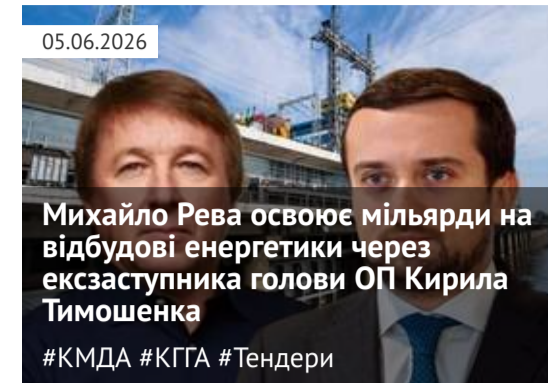 05.06.2026
Михайло Рева освоює мільярди на
відбудові енергетики через
ексзаступника голови ОП Кирила
Тимошенка
#КМДА #КГГА #Тендери